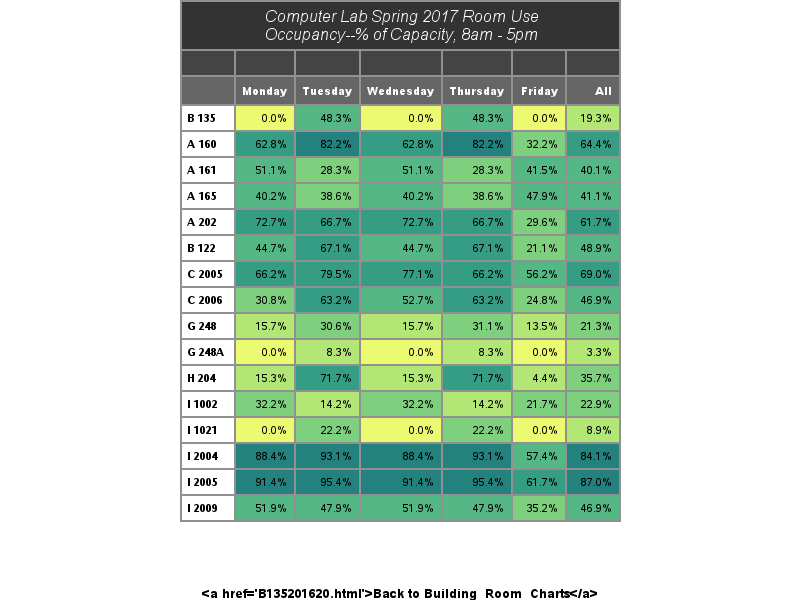 Computer Lab Spring 2017 Room Use
Occupancy--% of Capacity, 8am - 5pm
Monday Tuesday Wednesday Thursday Friday All
B 135 0.0% 48.3% 0.0% 48.3% 0.0% 19.3%
A 160 62.8% 82.2% 62.8% 82.2% 32.2% 64.4%
A 161 51.1% 28.3% 51.1% 28.3% 41.5% 40.1%
A 165 40.2% 38.6% 40.2% 38.6% 47.9% 41.1%
A 202 72.7% 66.7% 72.7% 66.7% 29.6% 61.7%
B 122 44.7% 67.1% 44.7% 67.1% 21.1% 48.9%
C 2005 66.2% 79.5% 77.1% 66.2% 56.2% 69.0%
C 2006 30.8% 63.2% 52.7% 63.2% 24.8% 46.9%
G 248 15.7% 30.6% 15.7% 31.1% 13.5% 21.3%
G 248A 0.0% 8.3% 0.0% 8.3% 0.0% 3.3%
H 204 15.3% 71.7% 15.3% 71.7% 4.4% 35.7%
I 1002 32.2% 14.2% 32.2% 14.2% 21.7% 22.9%
I 1021 0.0% 22.2% 0.0% 22.2% 0.0% 8.9%
I 2004 88.4% 93.1% 88.4% 93.1% 57.4% 84.1%
I 2005 91.4% 95.4% 91.4% 95.4% 61.7% 87.0%
I 2009 51.9% 47.9% 51.9% 47.9% 35.2% 46.9%
<a href='B135201620.html'>Back to Building_Room_Charts</a>